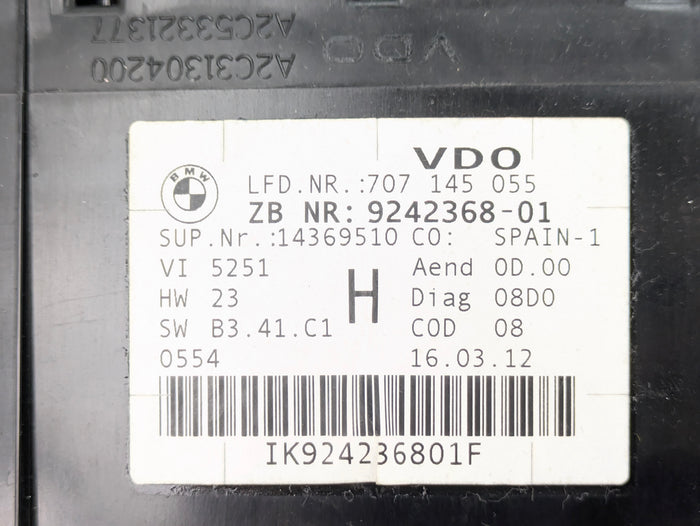 A2C53321377
A2C31304200
VDO
VDO
BMW
LFD.NR.:707 145 055
ZB NR: 9242368-01
SUP.Nr.:14369510 CO: SPAIN-1
VI 5251 Aend 0D.00
HW 23 H Diag 08D0
SW B3.41.C1 COD 08
0554 16.03.12
IK924236801F